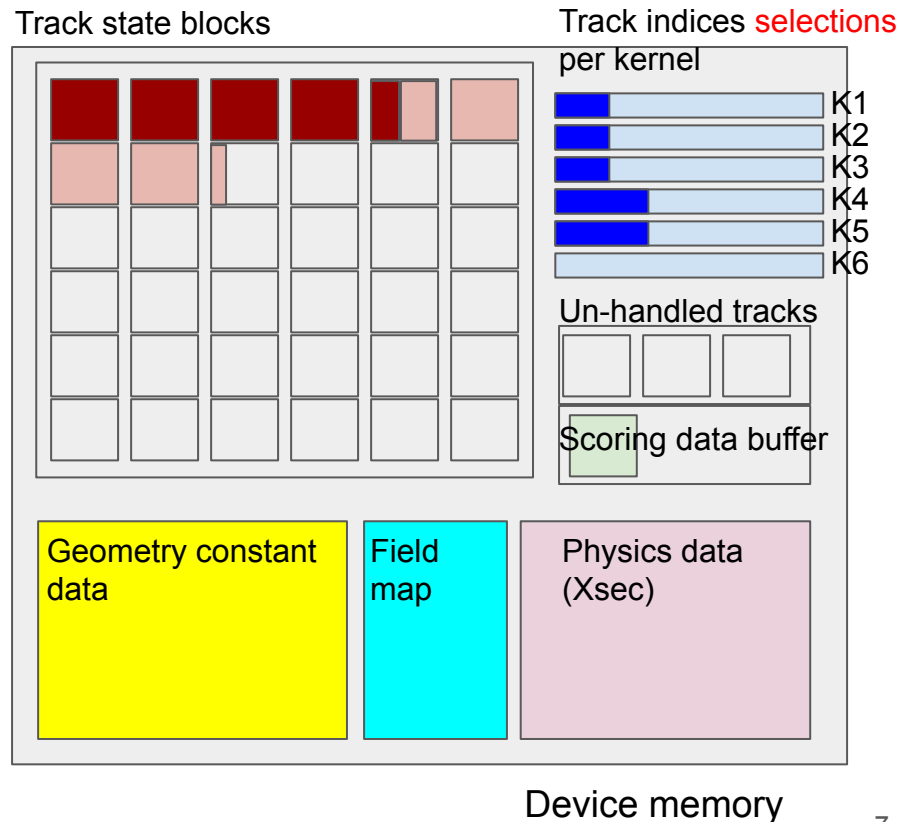 Track state blocks
Track indices selections
per kernel
K1
K2
K3
K4
K5
K6
Un-handled tracks
Scoring data buffer
Geometry constant
data
Field
map
Physics data
(Xsec)
Device memory